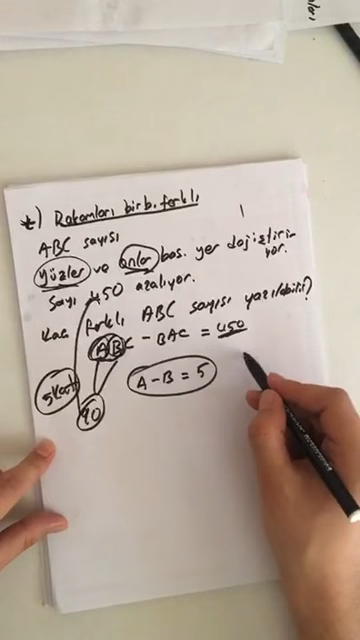 *) Rakamları birb. farklı
ABC sayısı
yüzler ve onlar bas. yer değiştiriyor.
Sayı 450 azalıyor.
Kaç farklı ABC sayısı yazılabilir?
ABC - BAC = 450
A-B = 5
90